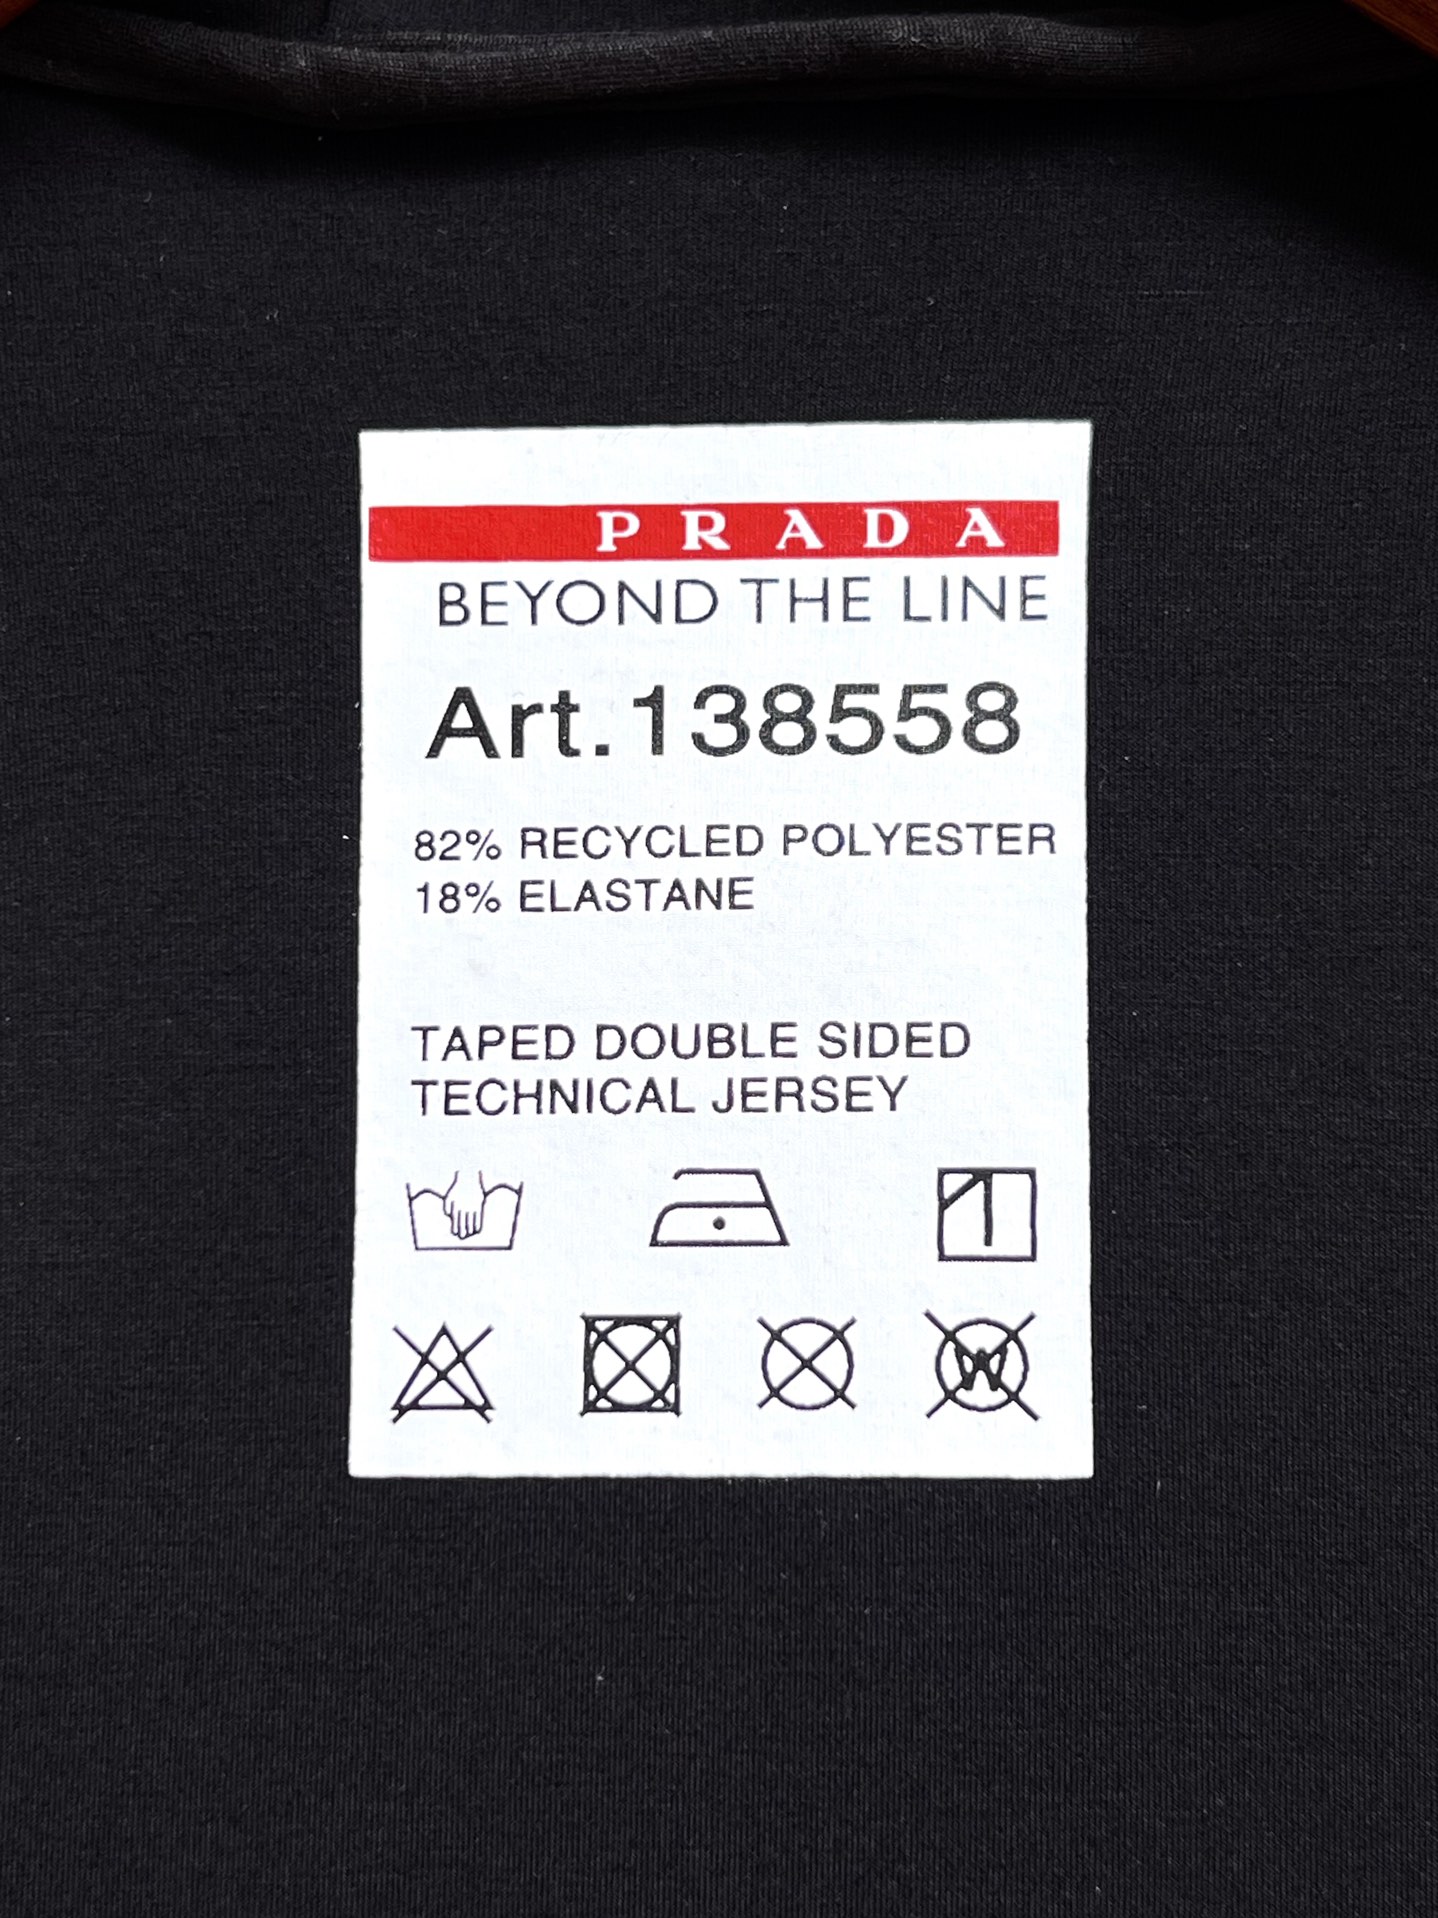 PRADA
BEYOND THE LINE
Art.138558
82% RECYCLED POLYESTER
18% ELASTANE
TAPED DOUBLE SIDED
TECHNICAL JERSEY
W